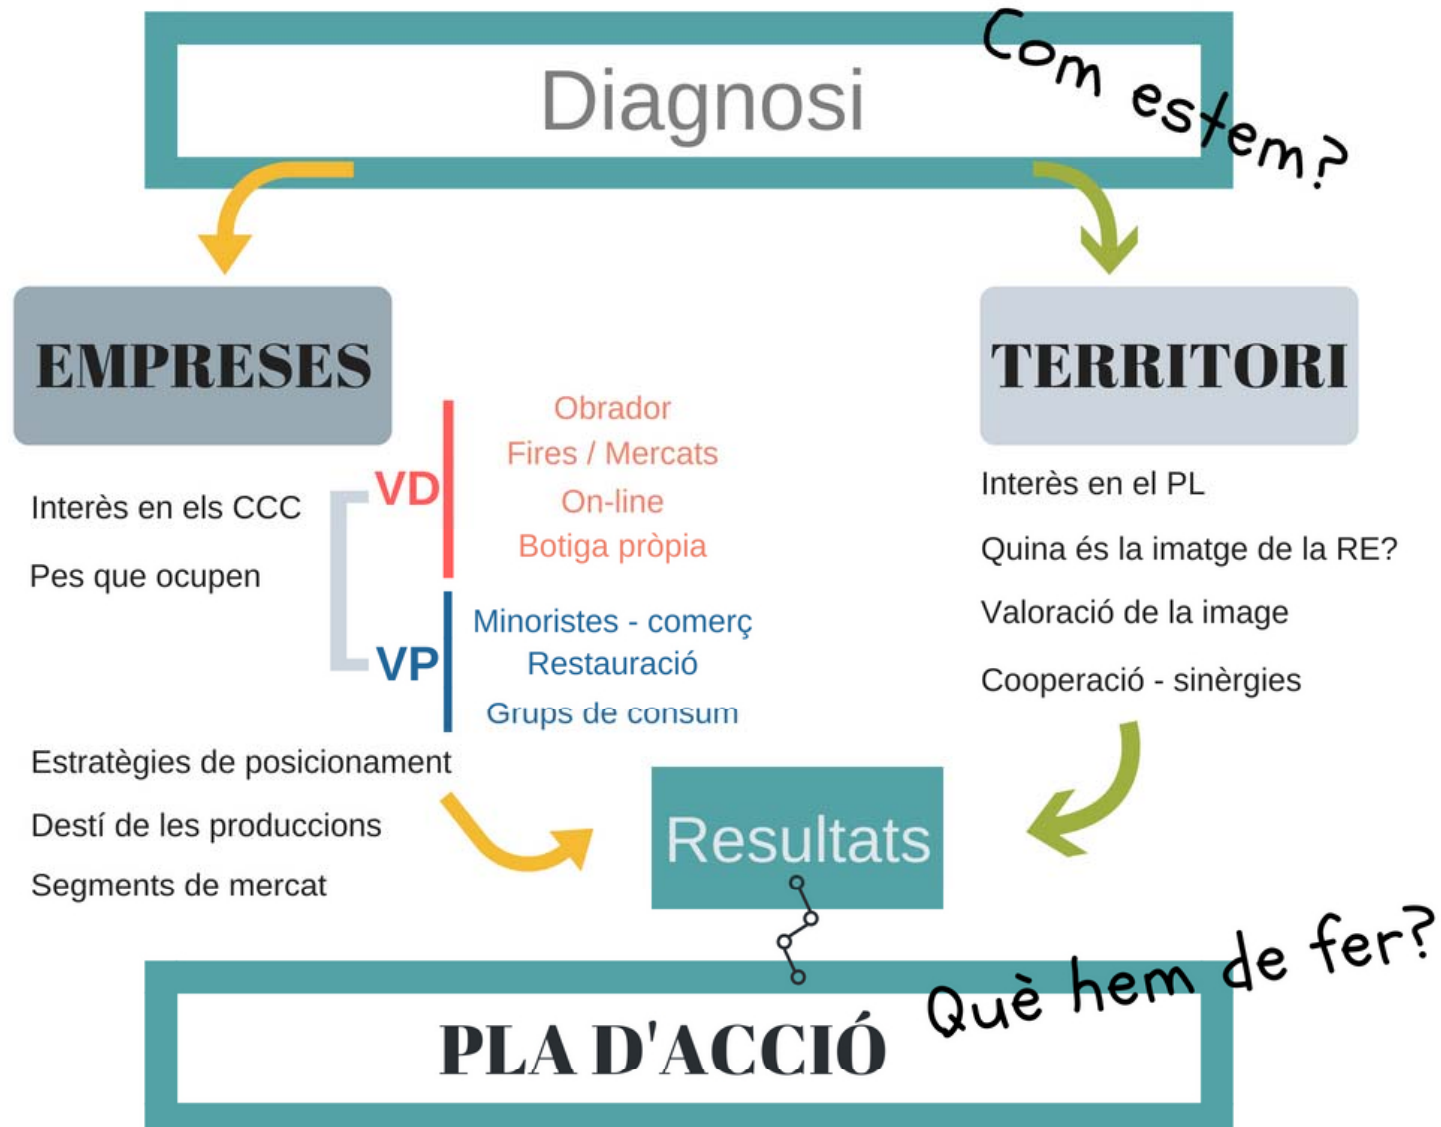 Diagnosi
Com estem?
EMPRESES
Interès en els CCC
Pes que ocupen
VD
Obrador
Fires / Mercats
On-line
Botiga pròpia
VP
Minoristes - comerç
Restauració
Grups de consum
Estratègies de posicionament
Destí de les produccions
Segments de mercat
TERRITORI
Interès en el PL
Quina és la imatge de la RE?
Valoració de la image
Cooperació - sinèrgies
Resultats
Què hem de fer?
PLA D'ACCIÓ